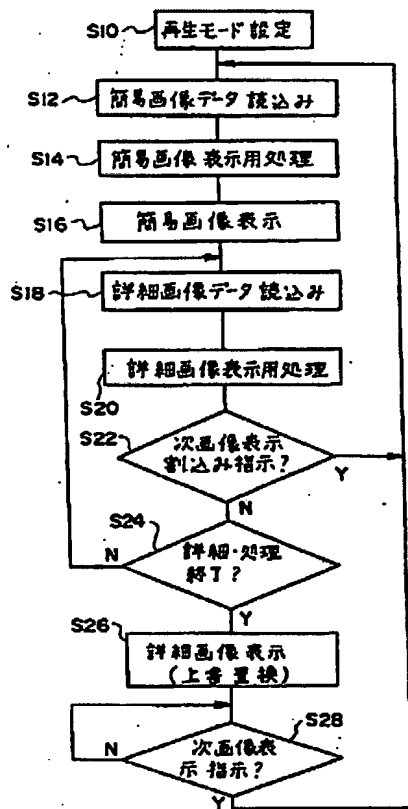 S10 再生モード設定
S12 簡易画像データ読込み
S14 簡易画像表示用処理
S16 簡易画像表示
S18 詳細画像データ読込み
詳細画像表示用処理
S20
S22 次画像表示
割込み指示?
Y
N
S24
詳細・処理
終了?
N
Y
S26
詳細画像表示
(上書置換)
S28
次画像表
示指示?
N
Y